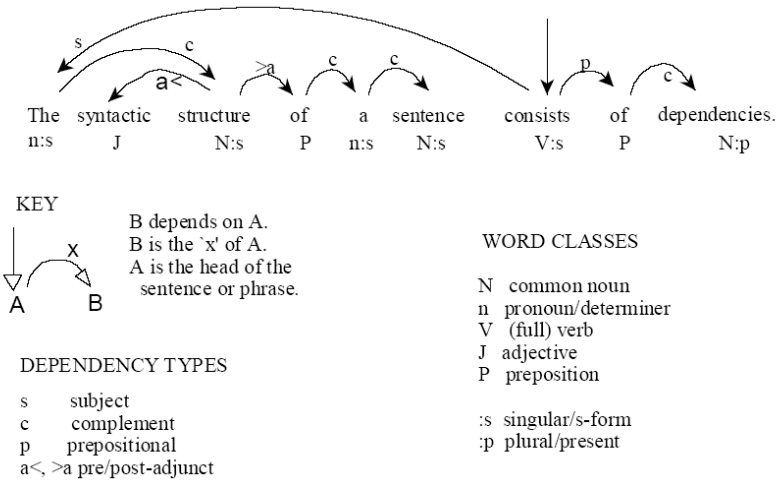 s c a< >a c c p c
The syntactic structure of a sentence consists of dependencies.
n:s J N:s P n:s N:s V:s P N:p
KEY
x
A B
B depends on A.
B is the `x' of A.
A is the head of the
sentence or phrase.
DEPENDENCY TYPES
s subject
c complement
p prepositional
a<, >a pre/post-adjunct
WORD CLASSES
N common noun
n pronoun/determiner
V (full) verb
J adjective
P preposition
:s singular/s-form
:p plural/present